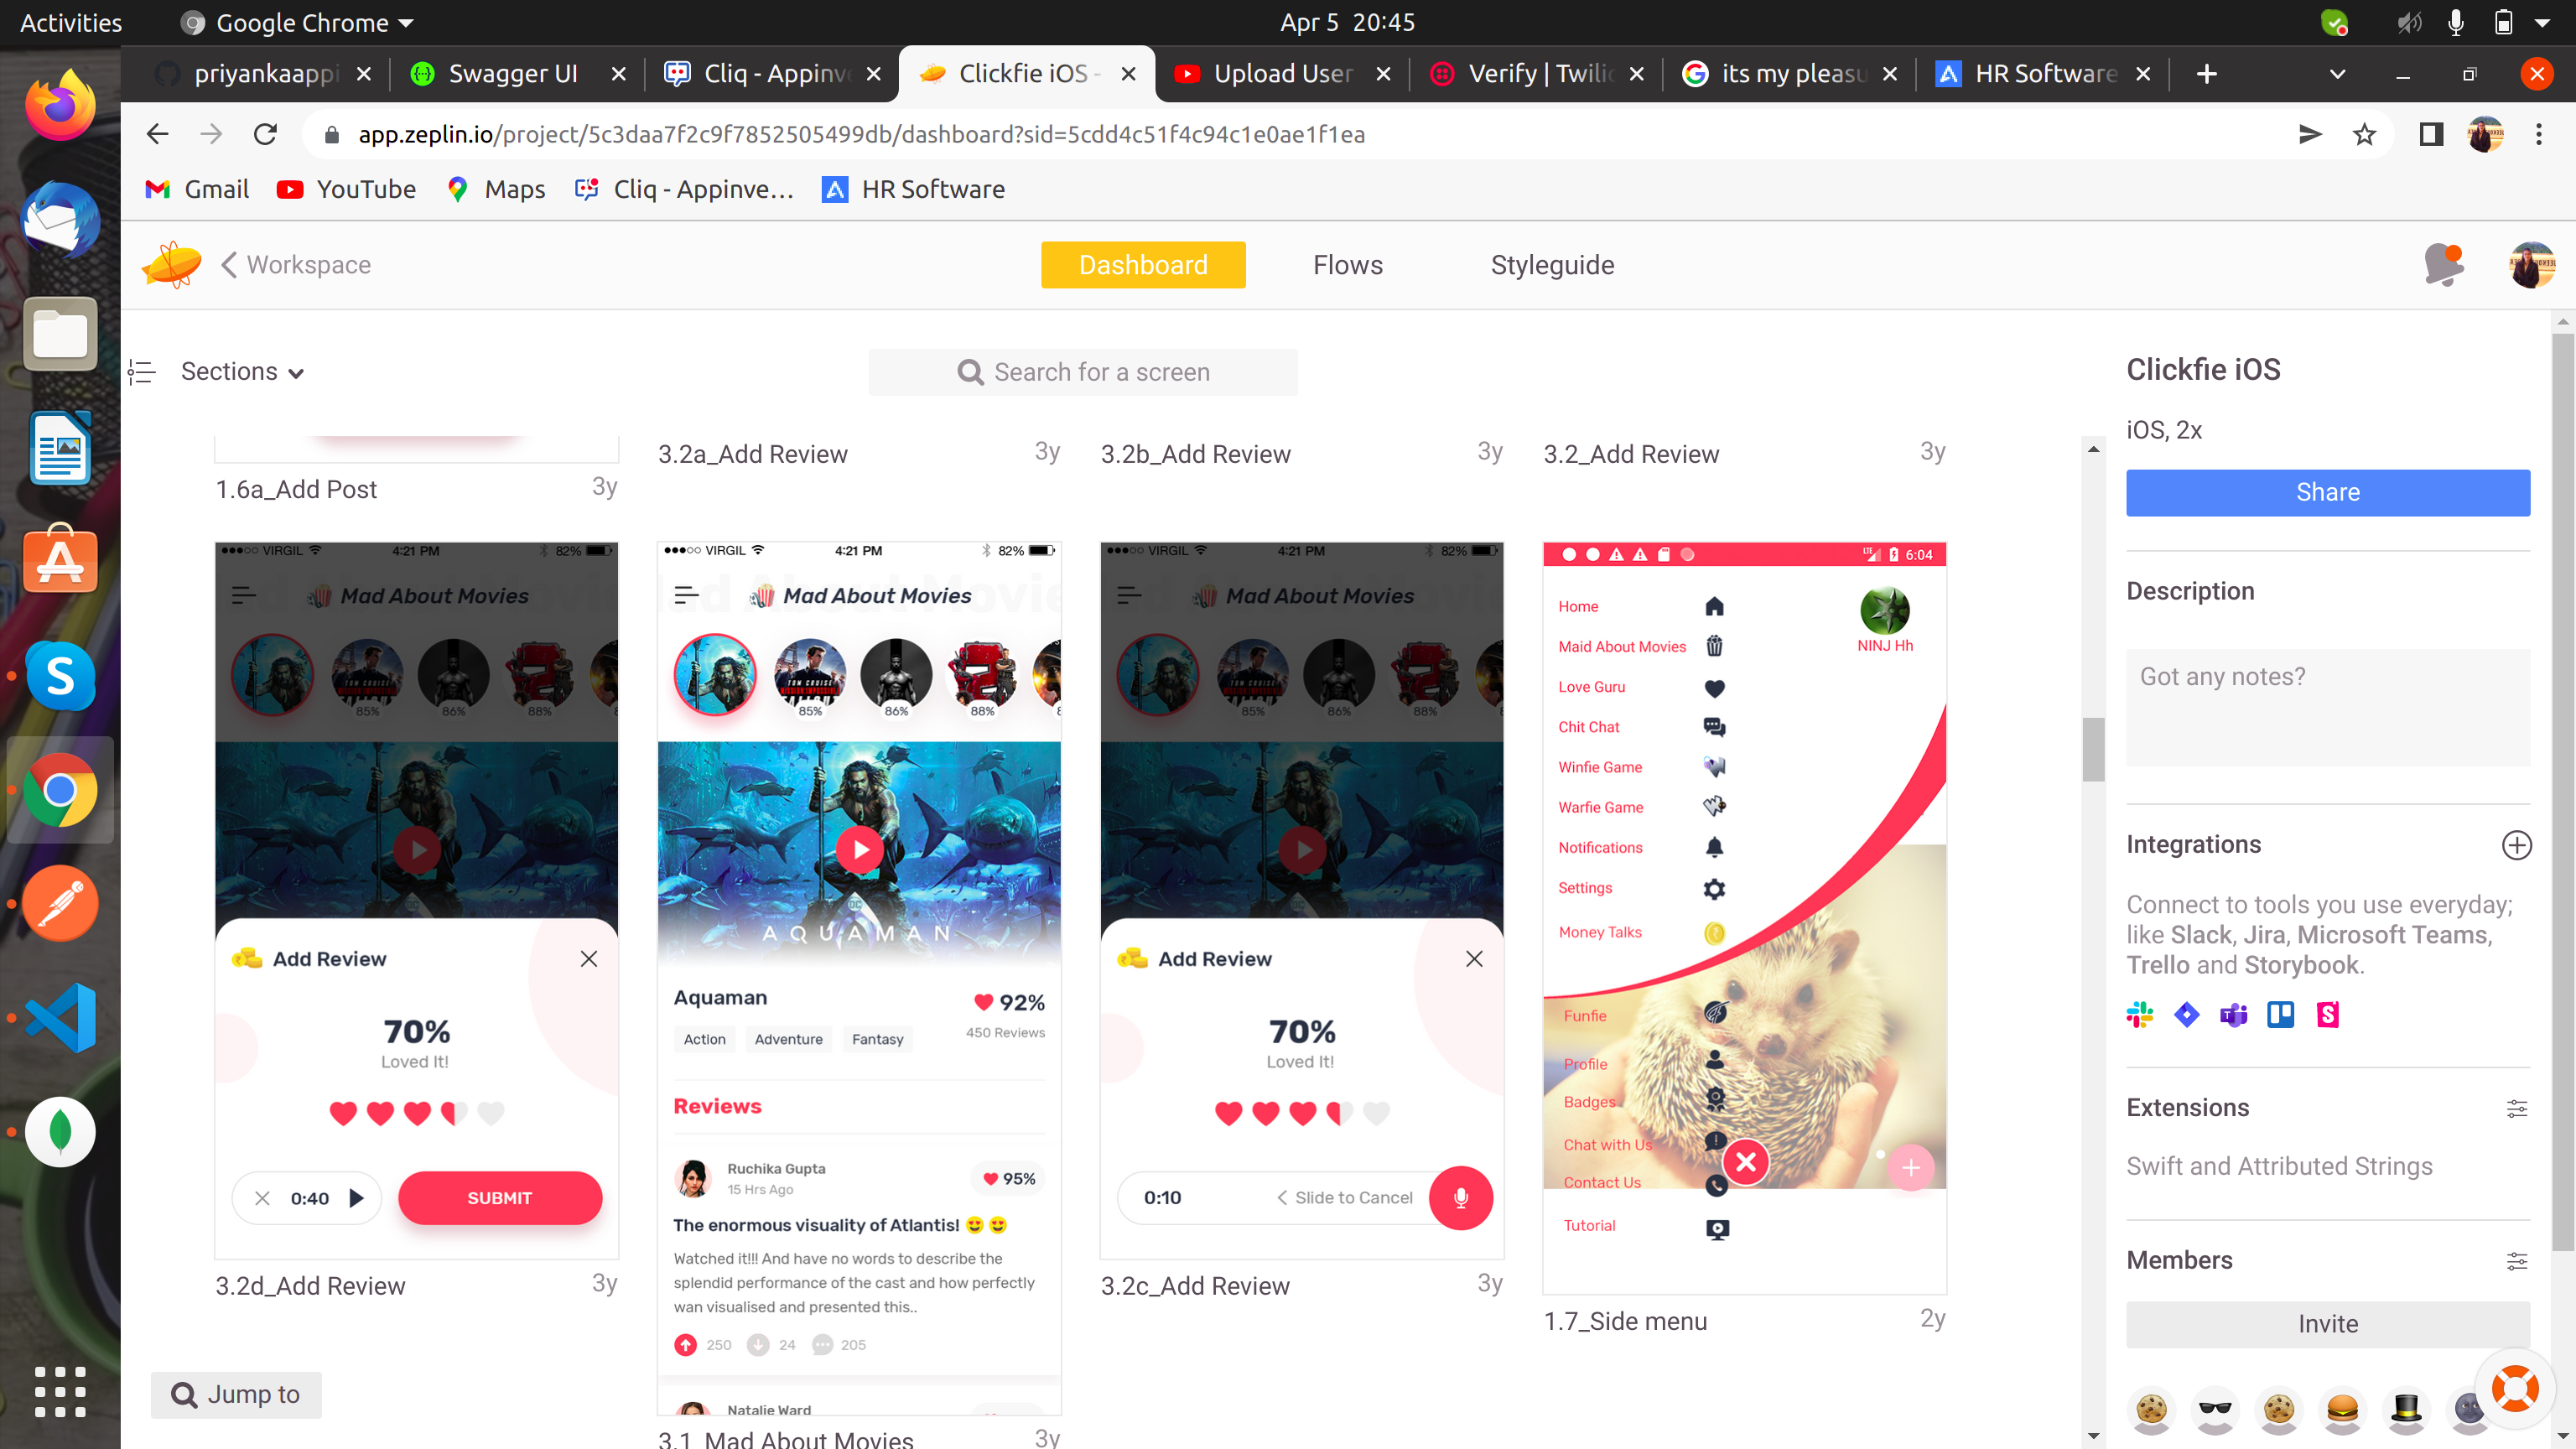 Activities
Google Chrome
Apr 5 20:45
priyankaappi
Swagger UI
Cliq - Appinve
Clickfie iOS -
Upload User
Verify | Twilio
its my pleasu
HR Software
app.zeplin.io/project/5c3daa7f2c9f7852505499db/dashboard?sid=5cdd4c51f4c94c1e0ae1f1ea
Gmail
YouTube
Maps
Cliq - Appinve...
HR Software
Workspace
Dashboard
Flows
Styleguide
Sections
Search for a screen
1.6a_Add Post
3y
3.2a_Add Review
3y
3.2b_Add Review
3y
3.2_Add Review
3y
VIRGIL
4:21 PM
82%
Mad About Movies
85%
86%
88%
Add Review
70%
Loved It!
0:40
SUBMIT
3.2d_Add Review
3y
VIRGIL
4:21 PM
82%
Mad About Movies
TOM CRUISE
MISSION IMPOSSIBLE
85%
86%
88%
AQUAMAN
Aquaman
92%
450 Reviews
Action
Adventure
Fantasy
Reviews
Ruchika Gupta
15 Hrs Ago
95%
The enormous visuality of Atlantis! 😍 😍
Watched it!!! And have no words to describe the
splendid performance of the cast and how perfectly
wan visualised and presented this..
250
24
205
Natalie Ward
3.1_Mad About Movies
3y
VIRGIL
4:21 PM
82%
Mad About Movies
85%
86%
88%
Add Review
70%
Loved It!
0:10
Slide to Cancel
3.2c_Add Review
3y
LTE
6:04
Home
Maid About Movies
Love Guru
Chit Chat
Winfie Game
Warfie Game
Notifications
Settings
Money Talks
NINJ Hh
Funfie
Profile
Badges
Chat with Us
Contact Us
Tutorial
1.7_Side menu
2y
Jump to
Clickfie iOS
iOS, 2x
Share
Description
Got any notes?
Integrations
Connect to tools you use everyday;
like Slack, Jira, Microsoft Teams,
Trello and Storybook.
Extensions
Swift and Attributed Strings
Members
Invite